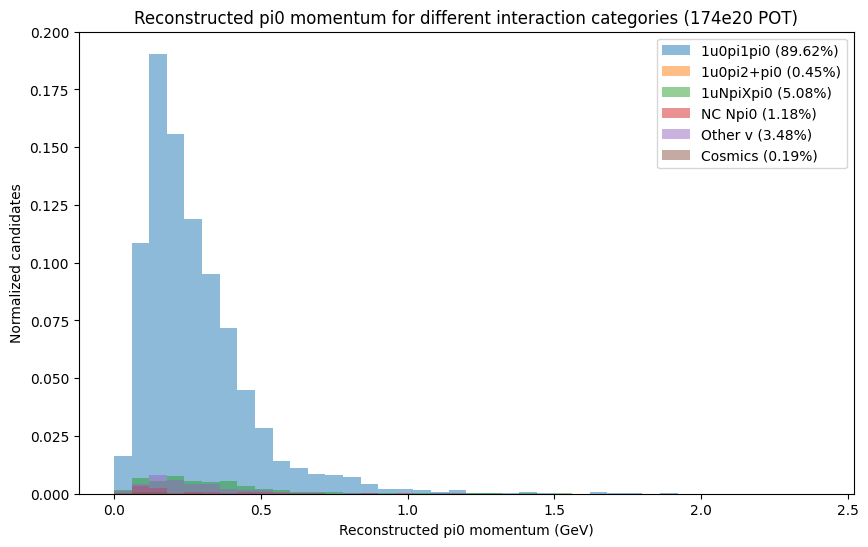 Reconstructed pi0 momentum for different interaction categories (174e20 POT)
1u0pi1pi0 (89.62%)
1u0pi2+pi0 (0.45%)
1uNpiXpi0 (5.08%)
NC Npi0 (1.18%)
Other v (3.48%)
Cosmics (0.19%)
Normalized candidates
0.200
0.175
0.150
0.125
0.100
0.075
0.050
0.025
0.000
0.0 0.5 1.0 1.5 2.0 2.5
Reconstructed pi0 momentum (GeV)